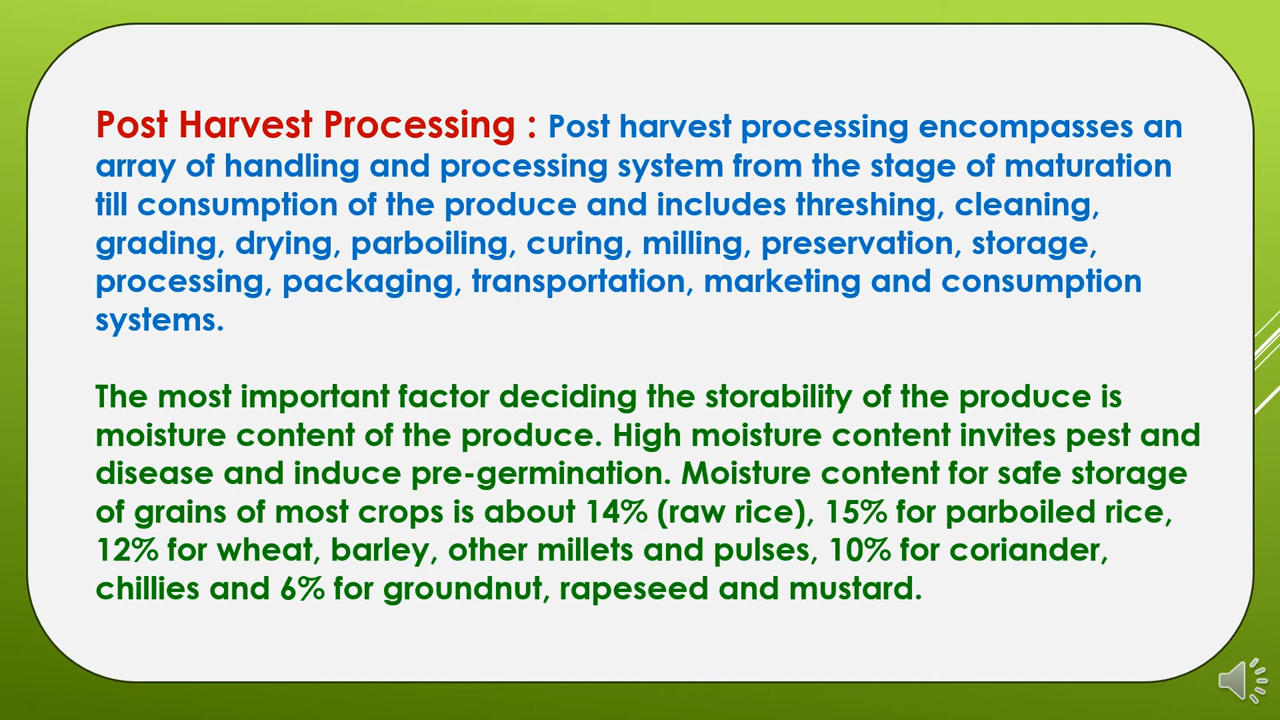 Post Harvest Processing : Post harvest processing encompasses an
array of handling and processing system from the stage of maturation
till consumption of the produce and includes threshing, cleaning,
grading, drying, parboiling, curing, milling, preservation, storage,
processing, packaging, transportation, marketing and consumption
systems.
The most important factor deciding the storability of the produce is
moisture content of the produce. High moisture content invites pest and
disease and induce pre-germination. Moisture content for safe storage
of grains of most crops is about 14% (raw rice), 15% for parboiled rice,
12% for wheat, barley, other millets and pulses, 10% for coriander,
chillies and 6% for groundnut, rapeseed and mustard.